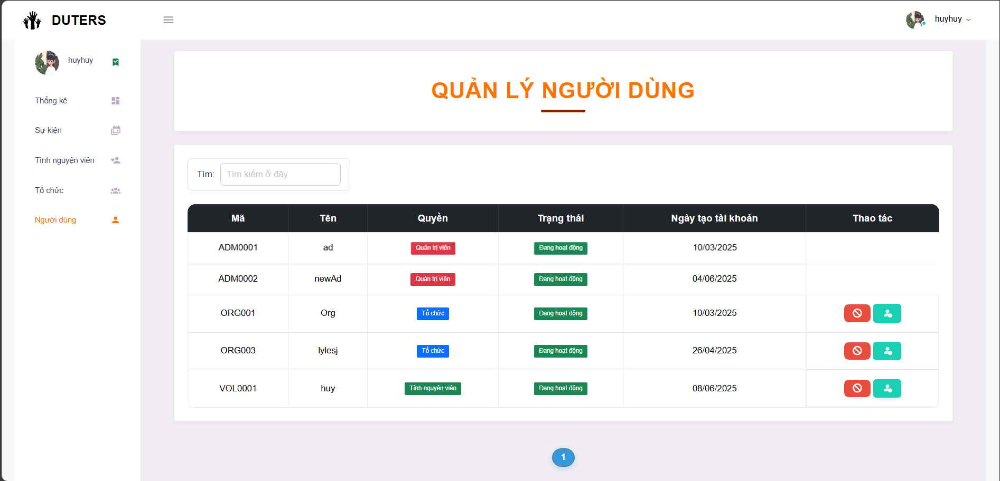 DUTERS
huyhuy
huyhuy
Thống kê
Sự kiện
Tình nguyện viên
Tổ chức
Người dùng
QUẢN LÝ NGƯỜI DÙNG
Tìm: Tìm kiếm ở đây
Mã Tên Quyền Trạng thái Ngày tạo tài khoản Thao tác
ADM0001 ad Quản trị viên Đang hoạt động 10/03/2025
ADM0002 newAd Quản trị viên Đang hoạt động 04/06/2025
ORG001 Org Tổ chức Đang hoạt động 10/03/2025
ORG003 lylesj Tổ chức Đang hoạt động 26/04/2025
VOL0001 huy Tình nguyện viên Đang hoạt động 08/06/2025
1